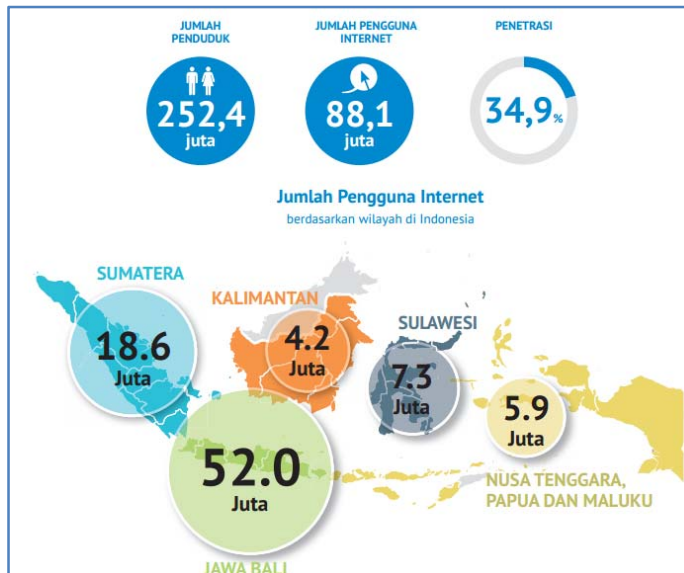 JUMLAH
PENDUDUK
252,4
juta
JUMLAH PENGGUNA
INTERNET
88,1
juta
PENETRASI
34,9%
Jumlah Pengguna Internet
berdasarkan wilayah di Indonesia
SUMATERA
18.6
Juta
KALIMANTAN
4.2
Juta
SULAWESI
7.3
Juta
5.9
Juta
NUSA TENGGARA,
PAPUA DAN MALUKU
52.0
Juta
JAWA BALI